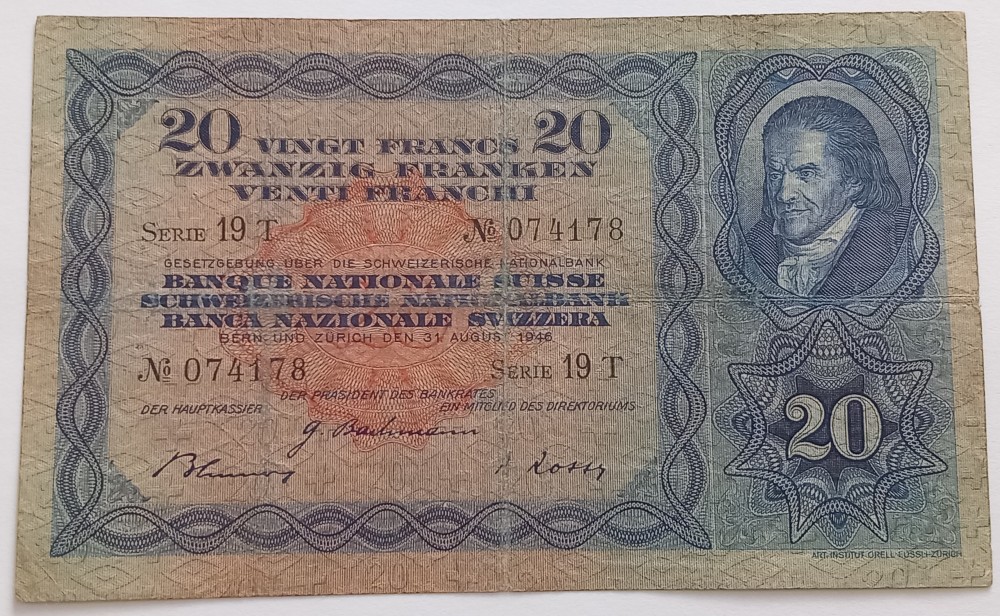 20 VINGT FRANCS 20
ZWANZIG FRANKEN
VENTI FRANCHI
SERIE 19 T № 074178
GESETZGEBUNG ÜBER DIE SCHWEIZERISCHE NATIONALBANK
BANQUE NATIONALE SUISSE
SCHWEIZERISCHE NATIONALBANK
BANCA NAZIONALE SVIZZERA
BERN UND ZÜRICH DEN 31. AUGUST 1946
№ 074178 SERIE 19 T
DER PRÄSIDENT DES BANKRATES
DER HAUPTKASSIER EIN MITGLIED DES DIREKTORIUMS
G. Bachmann
Rossy
20
ART. INSTITUT ORELL FÜSSLI ZÜRICH